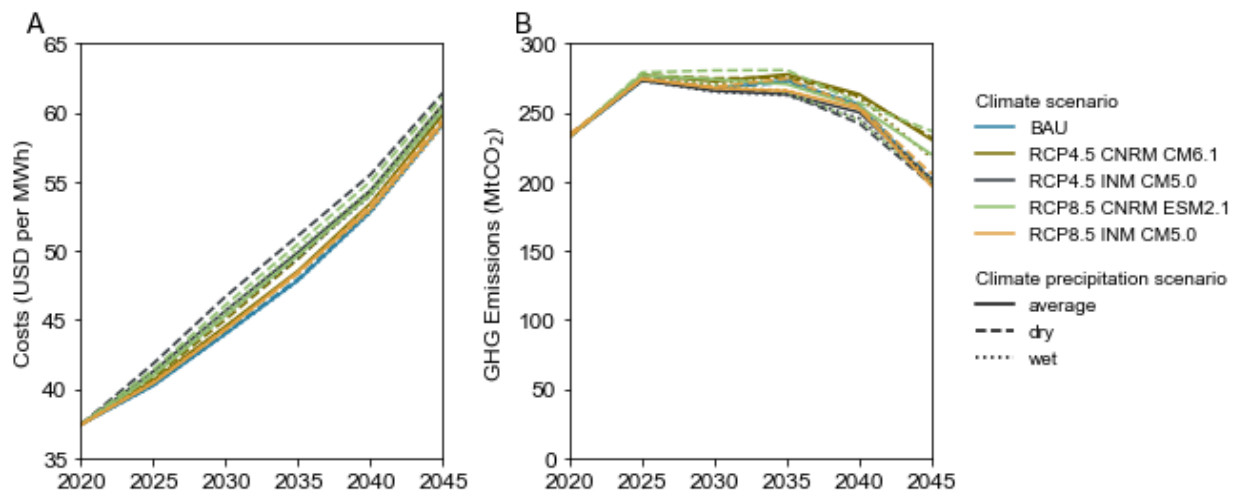 A
B
65
60
55
50
45
40
35
Costs (USD per MWh)
2020 2025 2030 2035 2040 2045
300
250
200
150
100
50
0
GHG Emissions (MtCO₂)
2020 2025 2030 2035 2040 2045
Climate scenario
BAU
RCP4.5 CNRM CM6.1
RCP4.5 INM CM5.0
RCP8.5 CNRM ESM2.1
RCP8.5 INM CM5.0
Climate precipitation scenario
average
dry
wet